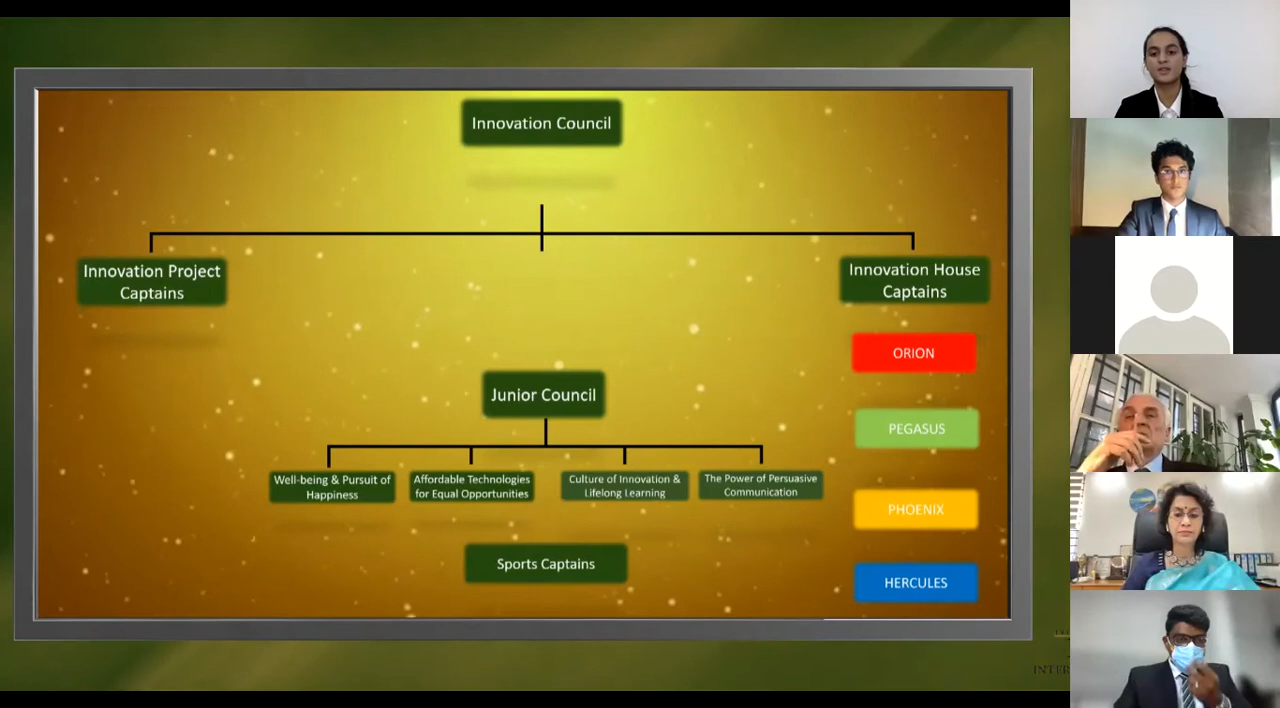 Innovation Council
Innovation Project
Captains
Innovation House
Captains
ORION
PEGASUS
PHOENIX
HERCULES
Junior Council
Well-being & Pursuit of
Happiness
Affordable Technologies
for Equal Opportunities
Culture of Innovation &
Lifelong Learning
The Power of Persuasive
Communication
Sports Captains